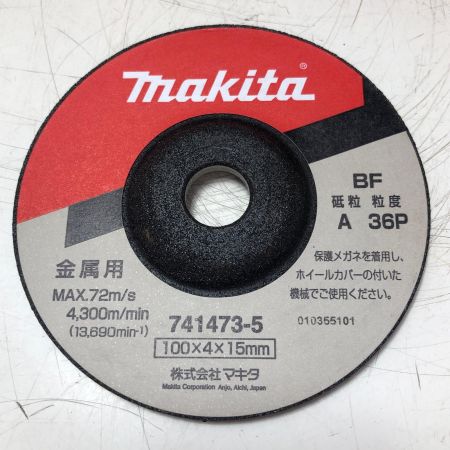 makita®
BF
砥粒 粒度
A 36P
保護メガネを着用し、
ホイールカバーの付いた
機械でご使用ください。
010355101
金属用
MAX.72m/s
4,300m/min
(13,690min⁻¹)
741473-5
100×4×15mm
株式会社マキタ
Makita Corporation Anjo, Aichi, Japan